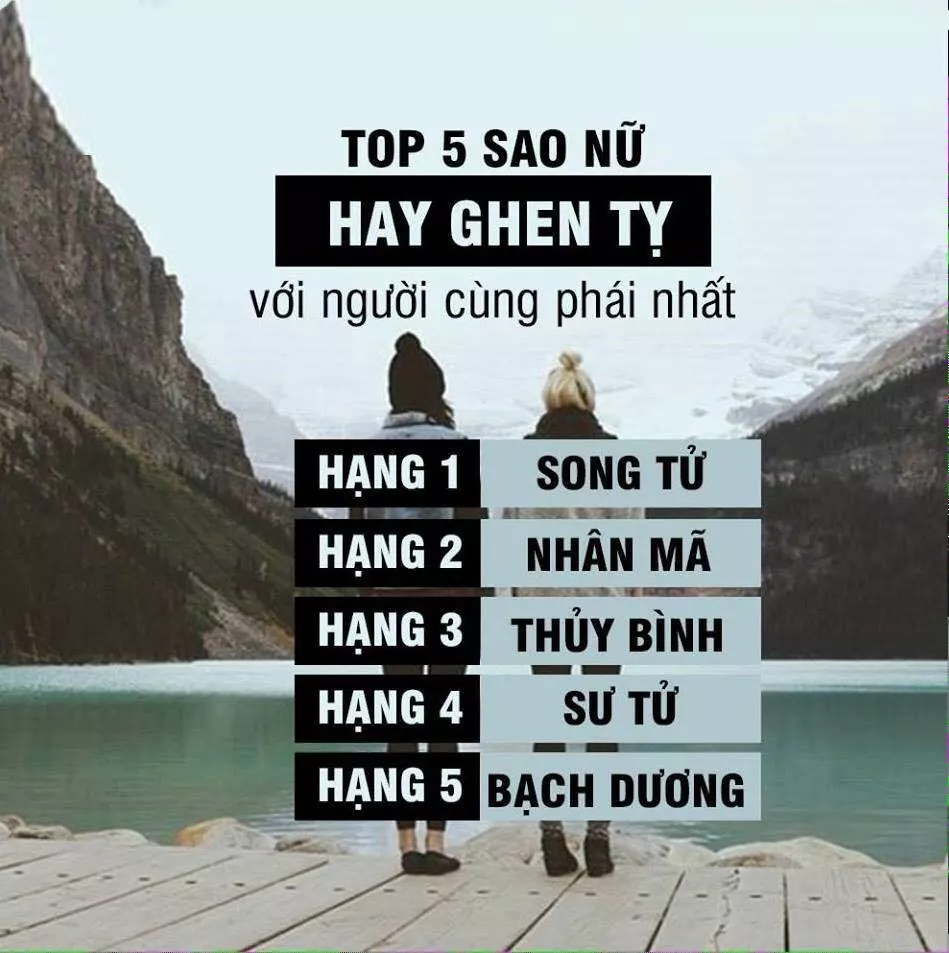 TOP 5 SAO NỮ
HAY GHEN TỴ
với người cùng phái nhất
HẠNG 1 SONG TỬ
HẠNG 2 NHÂN MÃ
HẠNG 3 THỦY BÌNH
HẠNG 4 SƯ TỬ
HẠNG 5 BẠCH DƯƠNG